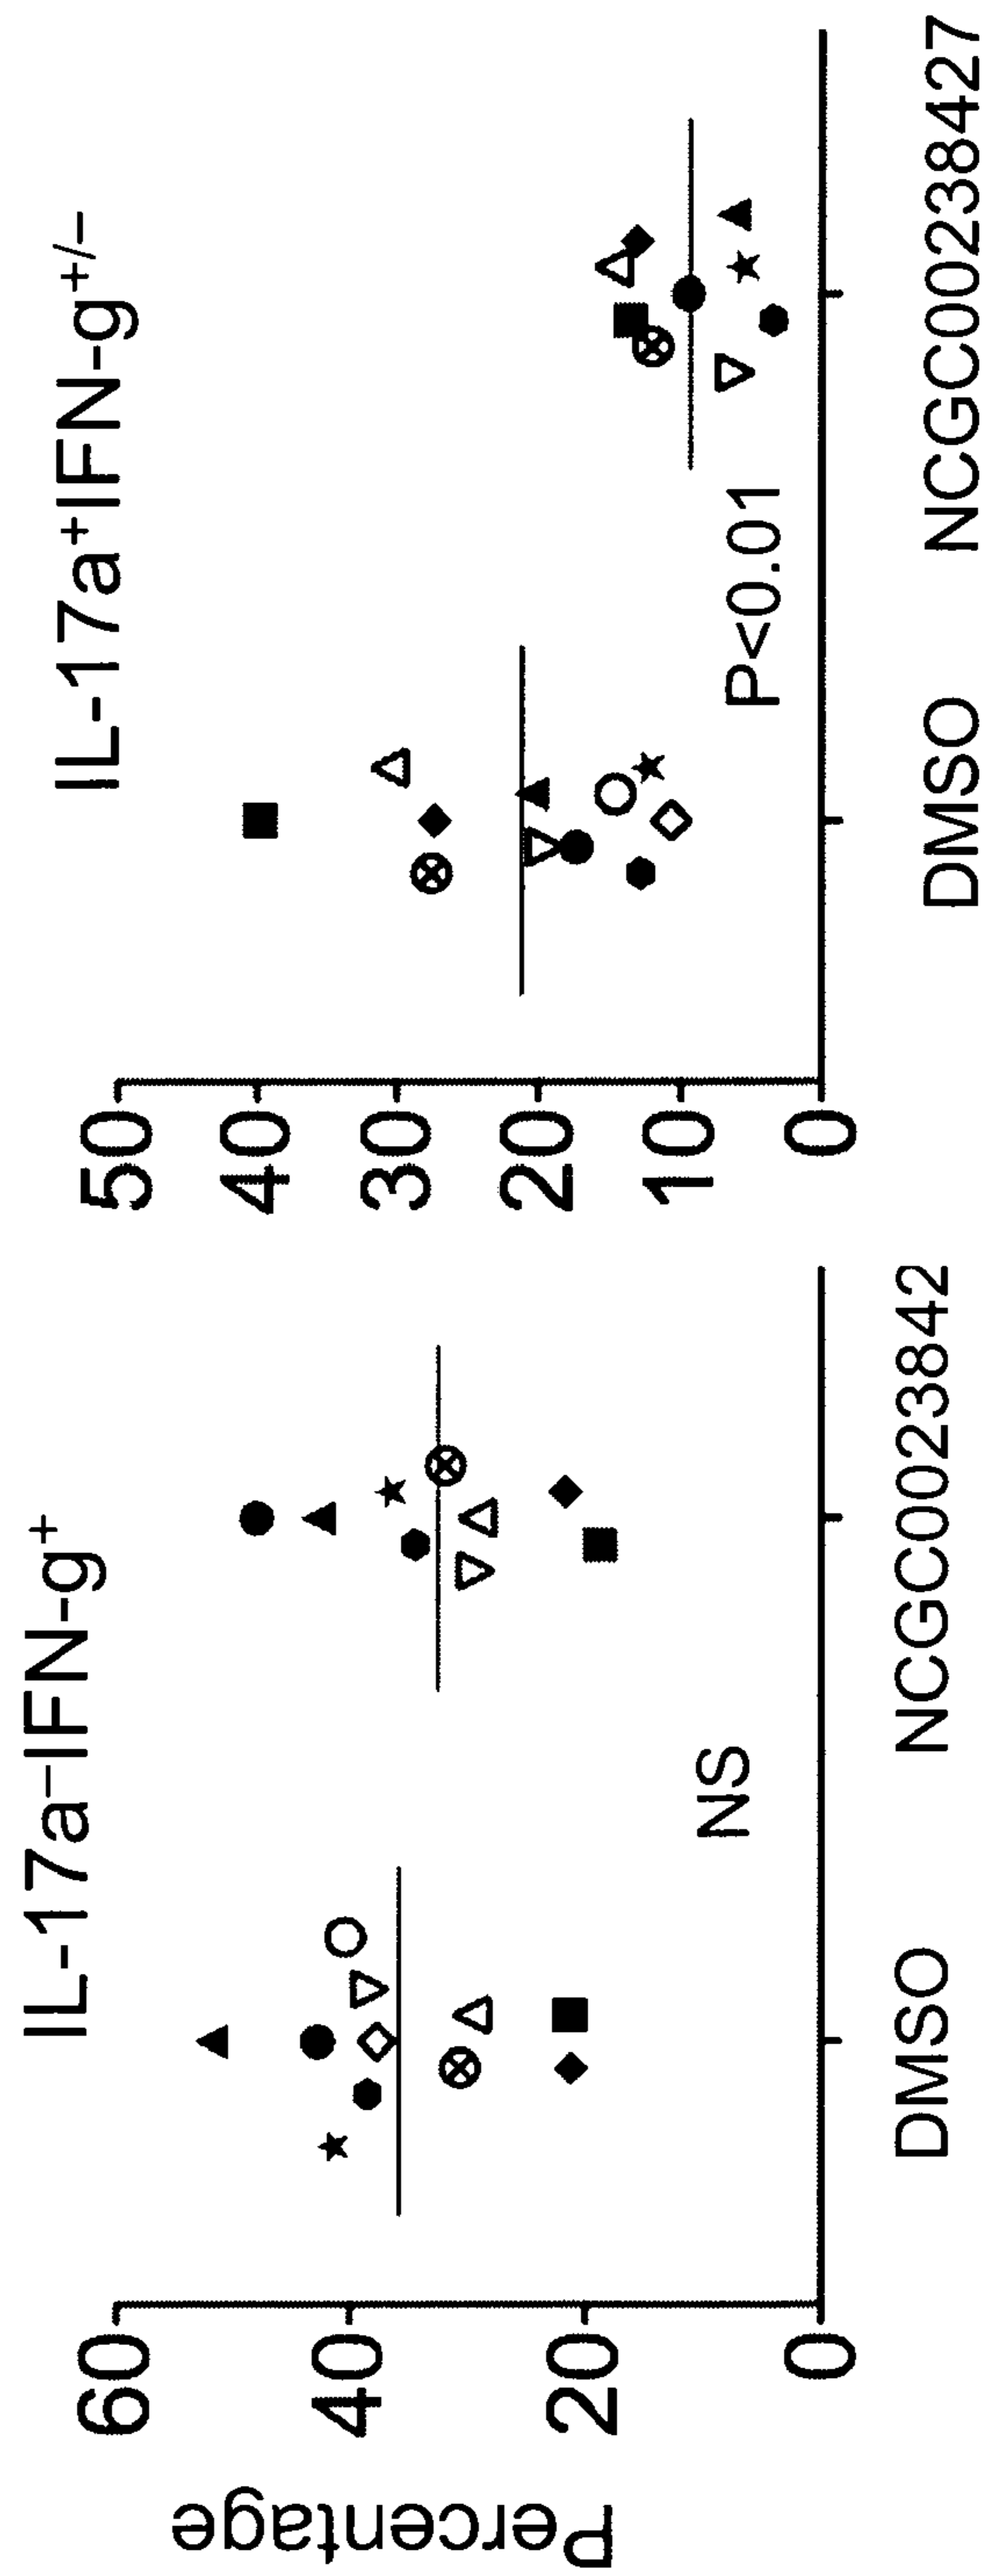 IL-17a⁻IFN-g⁺
Percentage
60
40
20
0
NS
DMSO
NCGC0023842
IL-17a⁺IFN-g⁺/⁻
50
40
30
20
10
0
P<0.01
DMSO
NCGC00238427